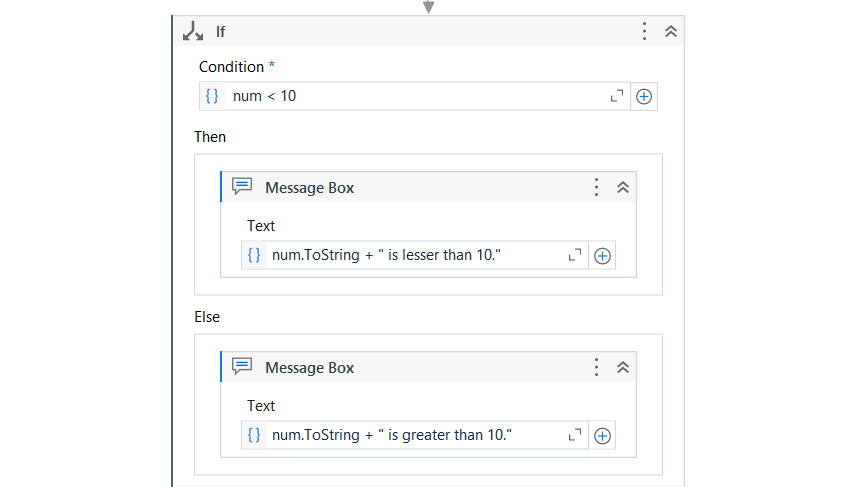 If
Condition *
{} num < 10
Then
Message Box
Text
{} num.ToString + " is lesser than 10."
Else
Message Box
Text
{} num.ToString + " is greater than 10."